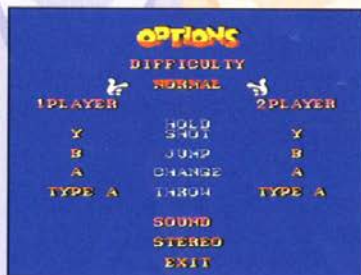 OPTIONS
DIFFICULTY
NORMAL
1PLAYER 2PLAYER
HOLD
Y SHOT Y
B JUMP B
A CHANGE A
TYPE A THROW TYPE A
SOUND
STEREO
EXIT